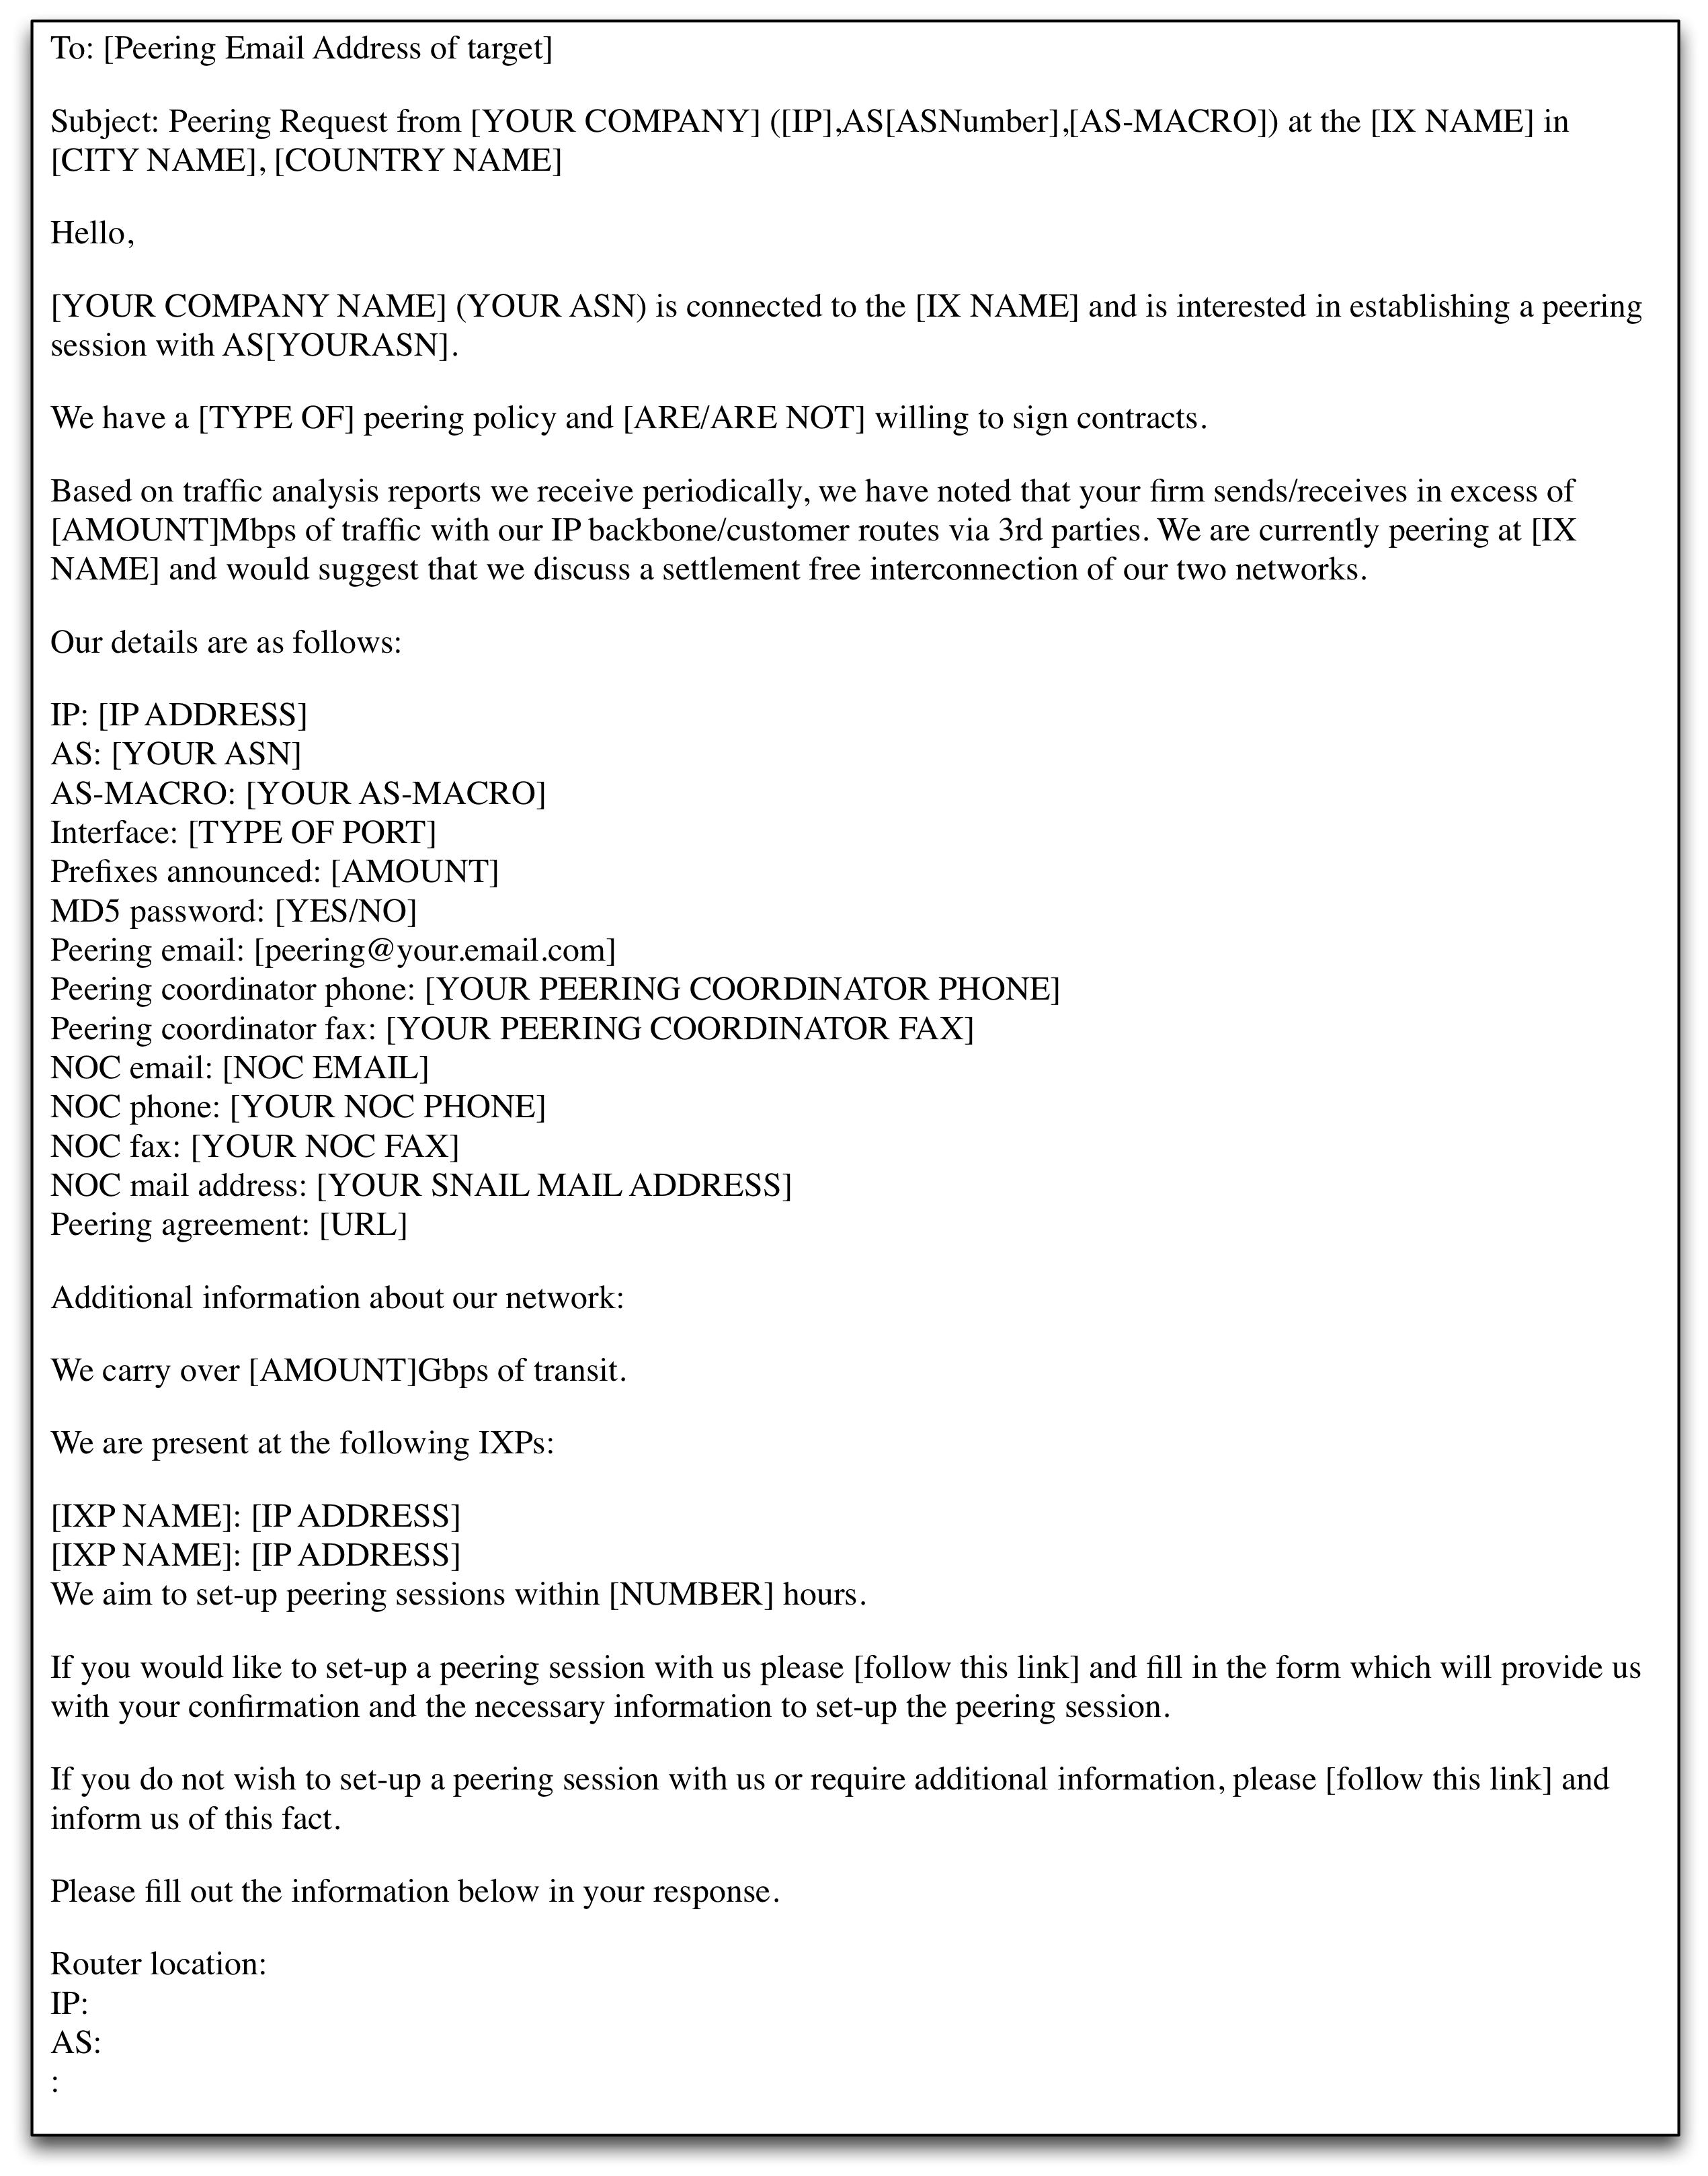 To: [Peering Email Address of target]
Subject: Peering Request from [YOUR COMPANY] ([IP],AS[ASNumber],[AS-MACRO]) at the [IX NAME] in
[CITY NAME], [COUNTRY NAME]
Hello,
[YOUR COMPANY NAME] (YOUR ASN) is connected to the [IX NAME] and is interested in establishing a peering
session with AS[YOURASN].
We have a [TYPE OF] peering policy and [ARE/ARE NOT] willing to sign contracts.
Based on traffic analysis reports we receive periodically, we have noted that your firm sends/receives in excess of
[AMOUNT]Mbps of traffic with our IP backbone/customer routes via 3rd parties. We are currently peering at [IX
NAME] and would suggest that we discuss a settlement free interconnection of our two networks.
Our details are as follows:
IP: [IP ADDRESS]
AS: [YOUR ASN]
AS-MACRO: [YOUR AS-MACRO]
Interface: [TYPE OF PORT]
Prefixes announced: [AMOUNT]
MD5 password: [YES/NO]
Peering email: [peering@your.email.com]
Peering coordinator phone: [YOUR PEERING COORDINATOR PHONE]
Peering coordinator fax: [YOUR PEERING COORDINATOR FAX]
NOC email: [NOC EMAIL]
NOC phone: [YOUR NOC PHONE]
NOC fax: [YOUR NOC FAX]
NOC mail address: [YOUR SNAIL MAIL ADDRESS]
Peering agreement: [URL]
Additional information about our network:
We carry over [AMOUNT]Gbps of transit.
We are present at the following IXPs:
[IXP NAME]: [IP ADDRESS]
[IXP NAME]: [IP ADDRESS]
We aim to set-up peering sessions within [NUMBER] hours.
If you would like to set-up a peering session with us please [follow this link] and fill in the form which will provide us
with your confirmation and the necessary information to set-up the peering session.
If you do not wish to set-up a peering session with us or require additional information, please [follow this link] and
inform us of this fact.
Please fill out the information below in your response.
Router location:
IP:
AS:
: